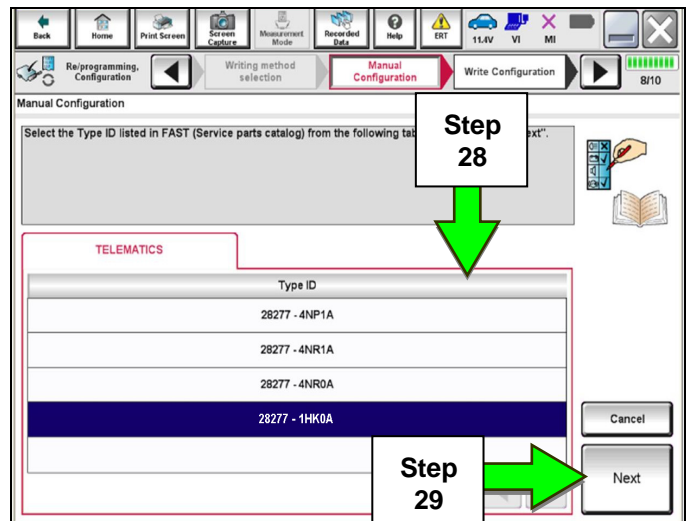 Back
Home
Print Screen
Screen Capture
Measurement Mode
Recorded Data
Help
ERT
11.4V
VI
MI
Re/programming, Configuration
Writing method selection
Manual Configuration
Write Configuration
8/10
Manual Configuration
Select the Type ID listed in FAST (Service parts catalog) from the following
ext".
Step
28
TELEMATICS
Type ID
28277 - 4NP1A
28277 - 4NR1A
28277 - 4NR0A
28277 - 1HK0A
Cancel
Step
29
Next